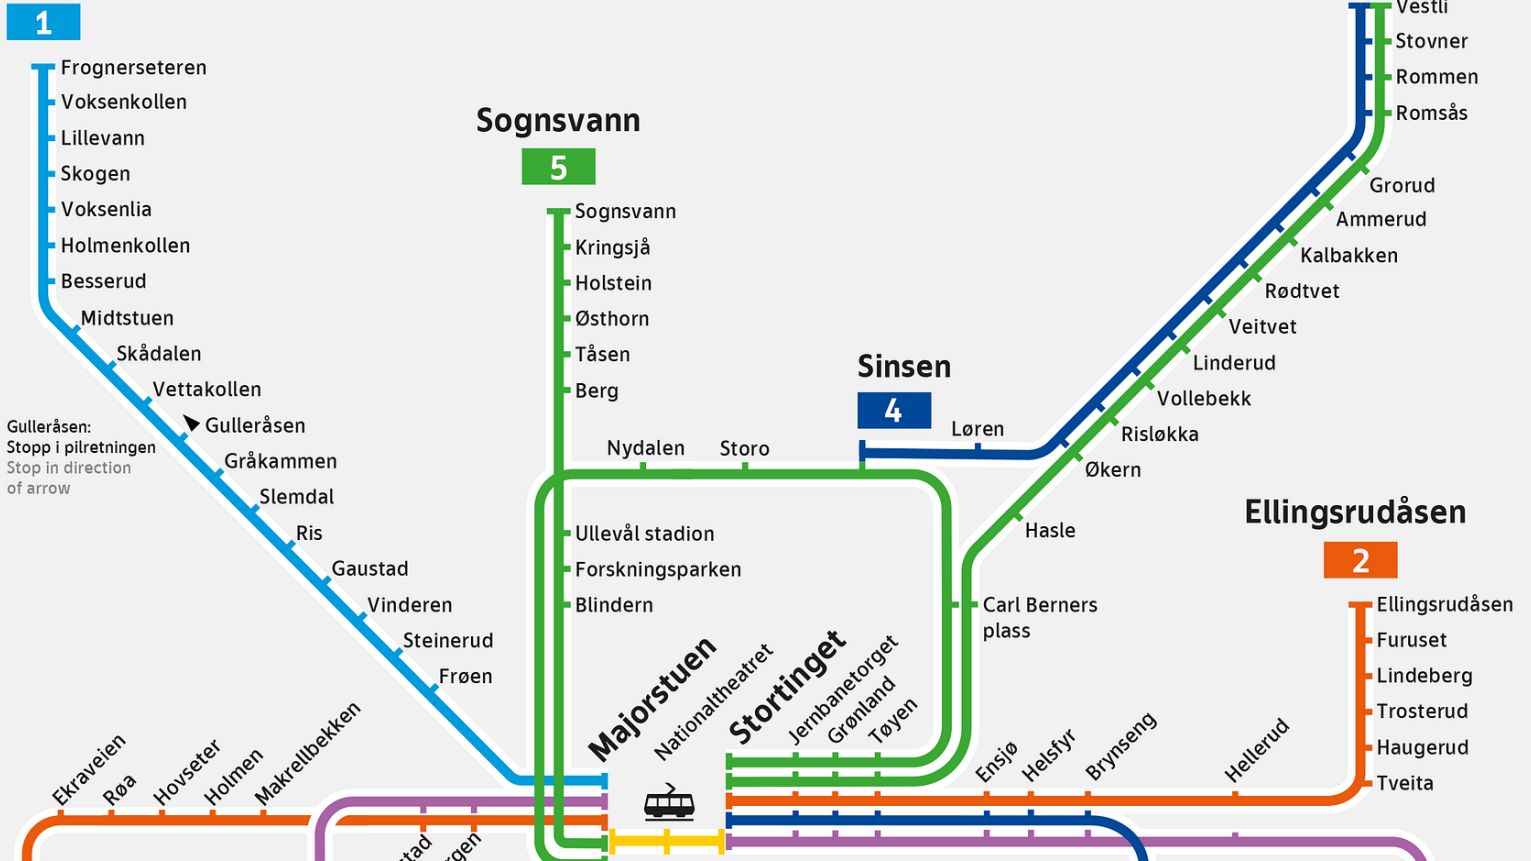 1
Frognerseteren
Voksenkollen
Lillevann
Skogen
Voksenlia
Holmenkollen
Besserud
Midtstuen
Skådalen
Vettakollen
Gulleråsen
Gulleråsen:
Stopp i pilretningen
Stop in direction
of arrow
Gråkammen
Slemdal
Ris
Gaustad
Vinderen
Steinerud
Frøen
Sognsvann
5
Sognsvann
Kringsjå
Holstein
Østhorn
Tåsen
Berg
Nydalen
Storo
Ullevål stadion
Forskningsparken
Blindern
Sinsen
4
Løren
Vestli
Stovner
Rommen
Romsås
Grorud
Ammerud
Kalbakken
Rødtvet
Veitvet
Linderud
Vollebekk
Risløkka
Økern
Hasle
Carl Berners
plass
Ellingsrudåsen
2
Ellingsrudåsen
Furuset
Lindeberg
Trosterud
Haugerud
Tveita
Majorstuen
Nationaltheatret
Stortinget
Jernbanetorget
Grønland
Tøyen
Ensjø
Helsfyr
Brynseng
Hellerud
Ekraveien
Røa
Hovseter
Holmen
Makrellbekken
stad
rgen